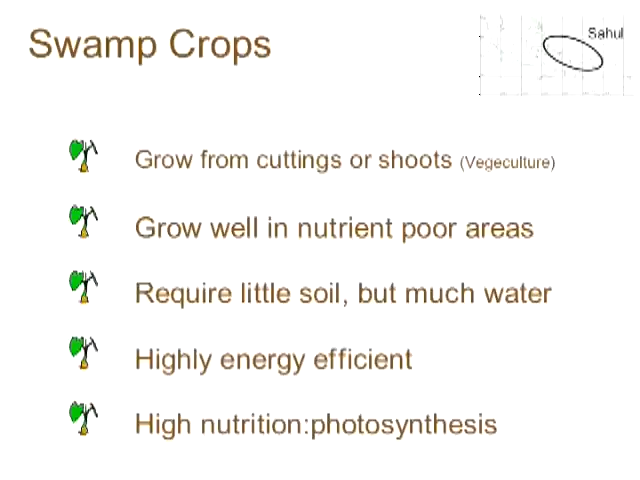 Swamp Crops
Sahul
Grow from cuttings or shoots (Vegeculture)
Grow well in nutrient poor areas
Require little soil, but much water
Highly energy efficient
High nutrition:photosynthesis